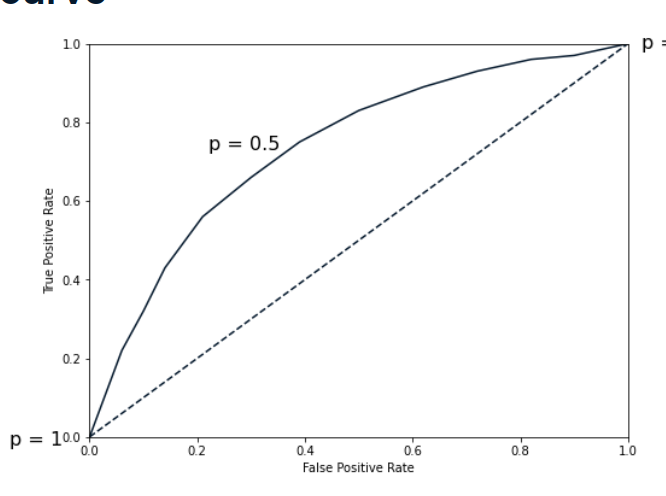 curve
1.0
p =
0.8
p = 0.5
0.6
True Positive Rate
0.4
0.2
p = 1
0.0
0.0 0.2 0.4 0.6 0.8 1.0
False Positive Rate